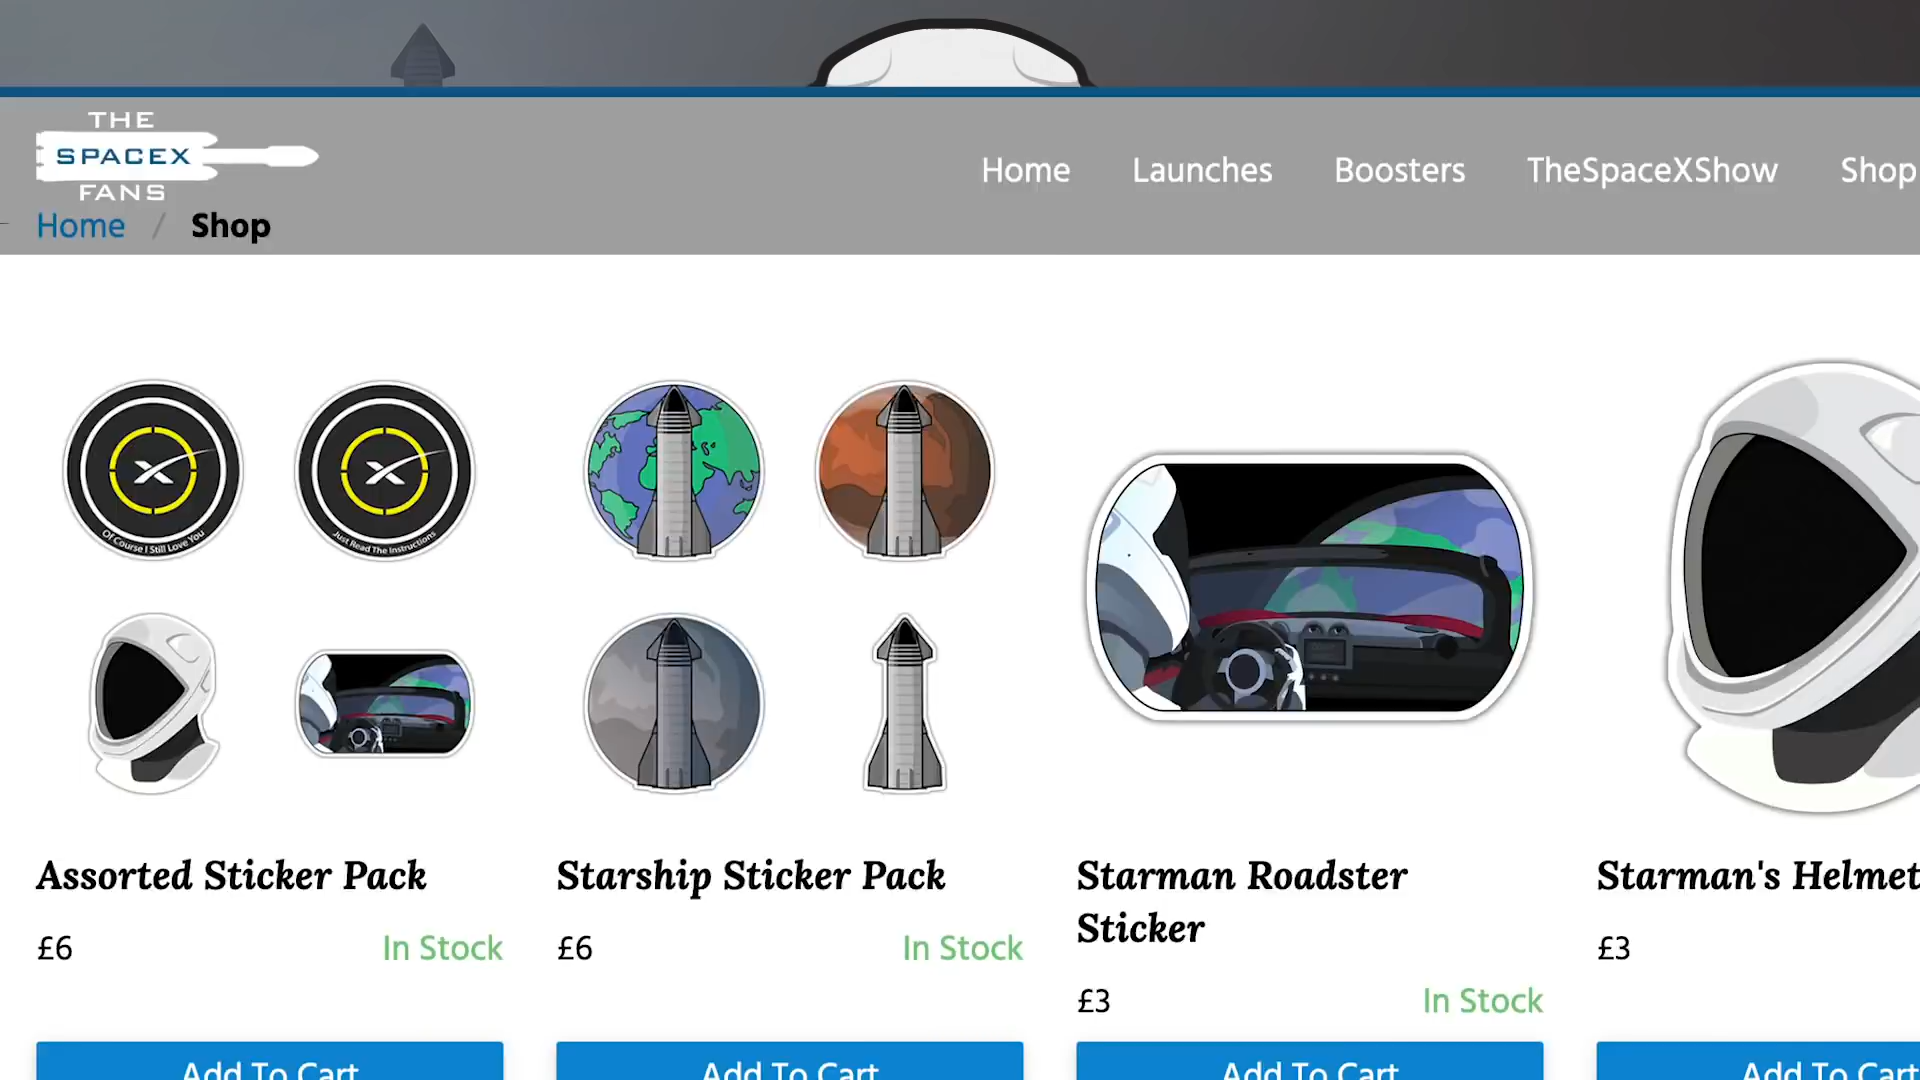 THE
SPACEX
FANS
Home Launches Boosters TheSpaceXShow Shop
Home / Shop
Of Course I Still Love You
Just Read The Instructions
Assorted Sticker Pack
£6 In Stock
Starship Sticker Pack
£6 In Stock
Starman Roadster
Sticker
£3 In Stock
Starman's Helmet
£3
Add To Cart
Add To Cart
Add To Cart
Add To Cart